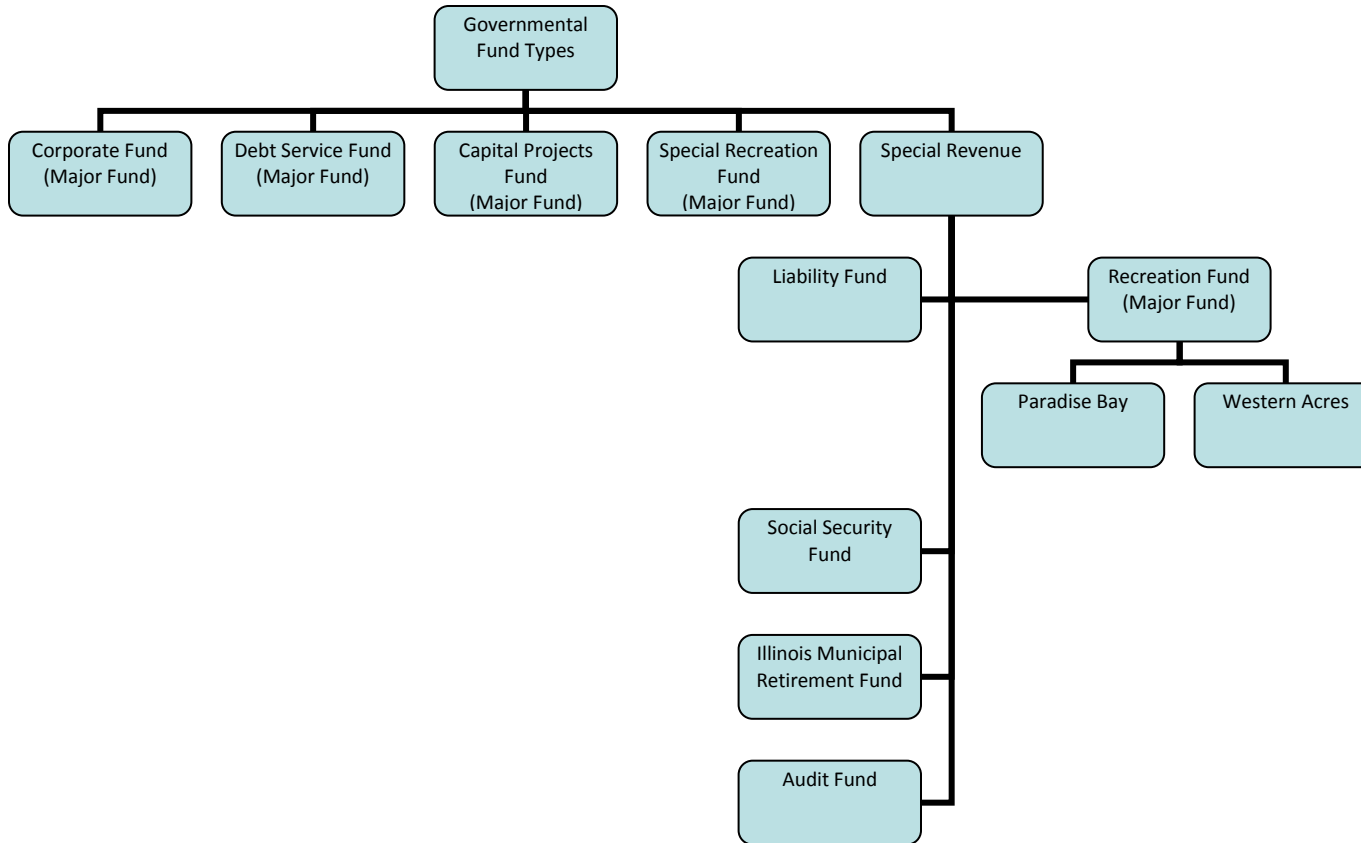 Governmental
Fund Types
Corporate Fund
(Major Fund)
Debt Service Fund
(Major Fund)
Capital Projects
Fund
(Major Fund)
Special Recreation
Fund
(Major Fund)
Special Revenue
Liability Fund
Recreation Fund
(Major Fund)
Paradise Bay
Western Acres
Social Security
Fund
Illinois Municipal
Retirement Fund
Audit Fund